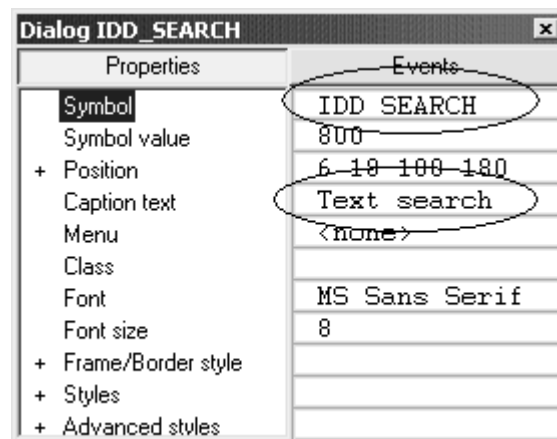 Dialog IDD_SEARCH
Properties Events
Symbol IDD SEARCH
Symbol value 800
+ Position 6 10 100 180
Caption text Text search
Menu <none>
Class
Font MS Sans Serif
Font size 8
+ Frame/Border style
+ Styles
+ Advanced styles